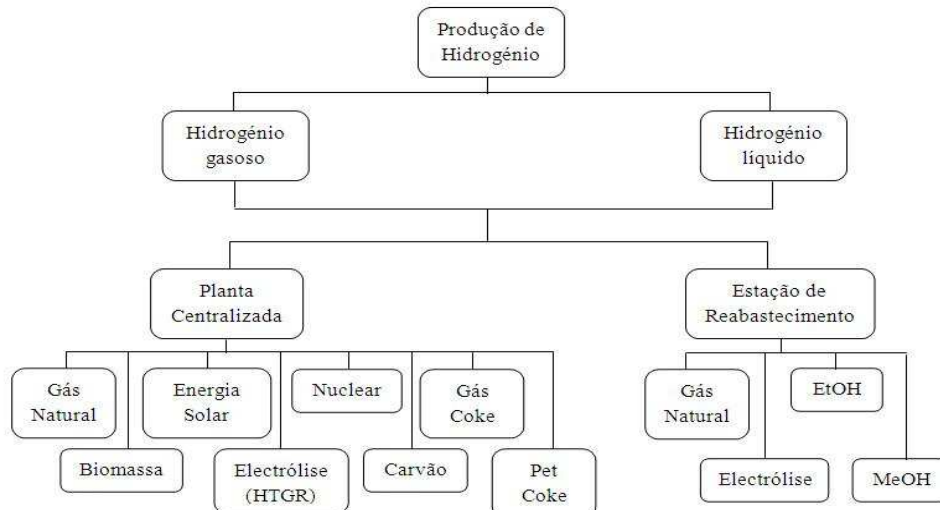 Produção de
Hidrogénio
Hidrogénio
gasoso
Hidrogénio
líquido
Planta
Centralizada
Estação de
Reabastecimento
Gás
Natural
Energia
Solar
Nuclear
Gás
Coke
Gás
Natural
EtOH
Biomassa
Electrólise
(HTGR)
Carvão
Pet
Coke
Electrólise
MeOH